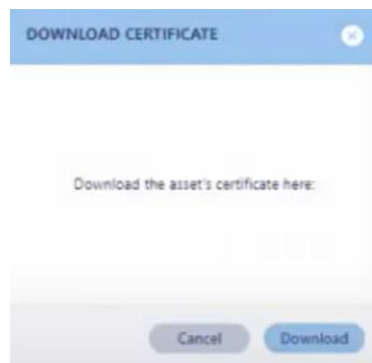 DOWNLOAD CERTIFICATE
Download the asset's certificate here:
Cancel Download